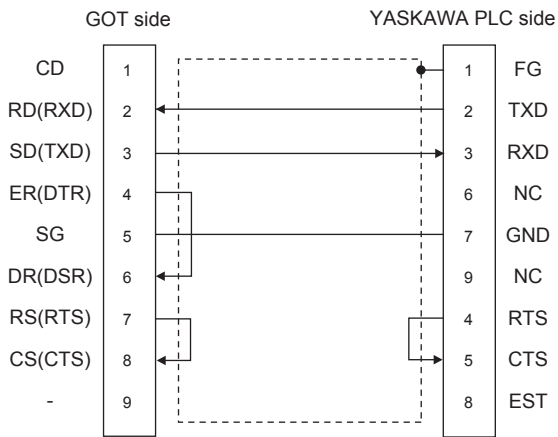 GOT side YASKAWA PLC side
CD 1 1 FG
RD(RXD) 2 2 TXD
SD(TXD) 3 3 RXD
ER(DTR) 4 6 NC
SG 5 7 GND
DR(DSR) 6 9 NC
RS(RTS) 7 4 RTS
CS(CTS) 8 5 CTS
- 9 8 EST